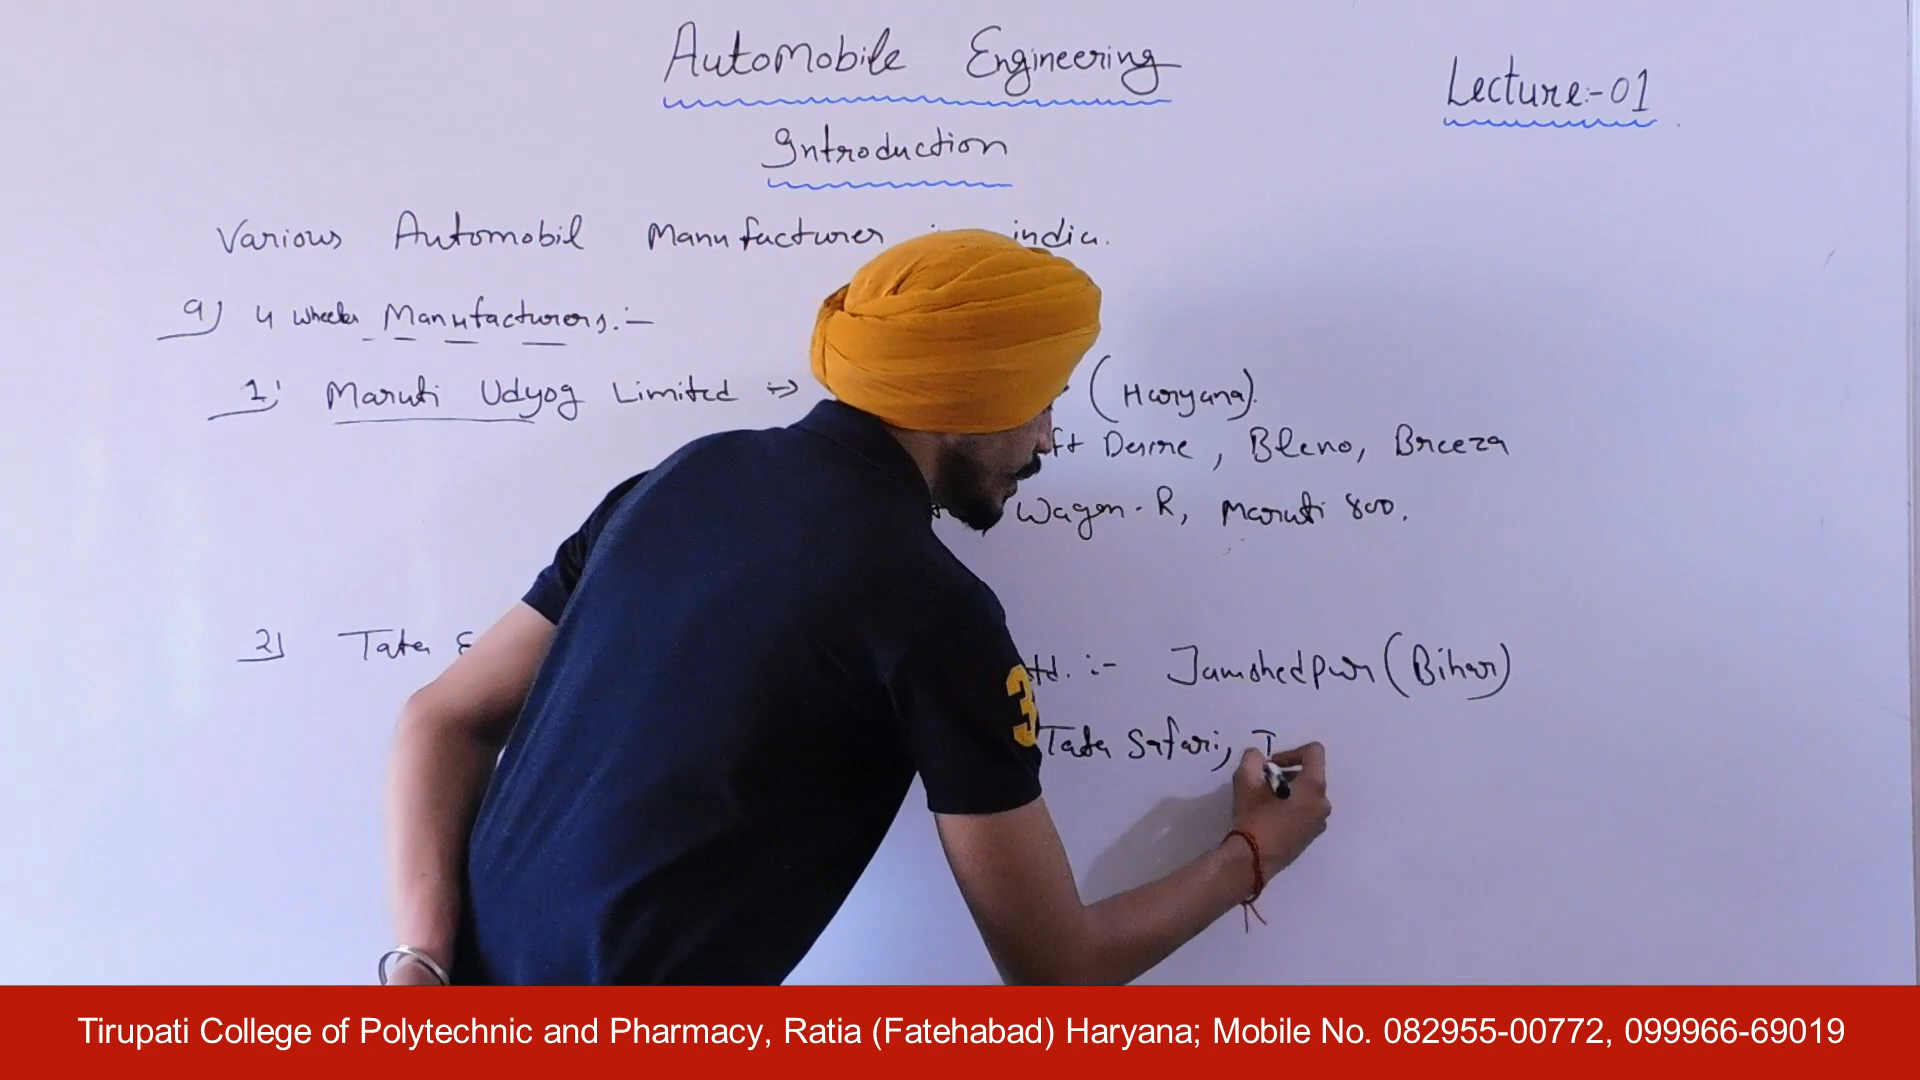 Automobile Engineering
Lecture:-01
Introduction
Various Automobil Manufacturer india.
a) 4 wheeler Manufacturers:-
1) Maruti Udyog Limited => (Haryana).
ft Desire, Bleno, Breeza
Wagon-R, Maruti 800.
2) Tata E td. :- Jamshedpur (Bihar)
Tata Safari, T
3
Tirupati College of Polytechnic and Pharmacy, Ratia (Fatehabad) Haryana; Mobile No. 082955-00772, 099966-69019